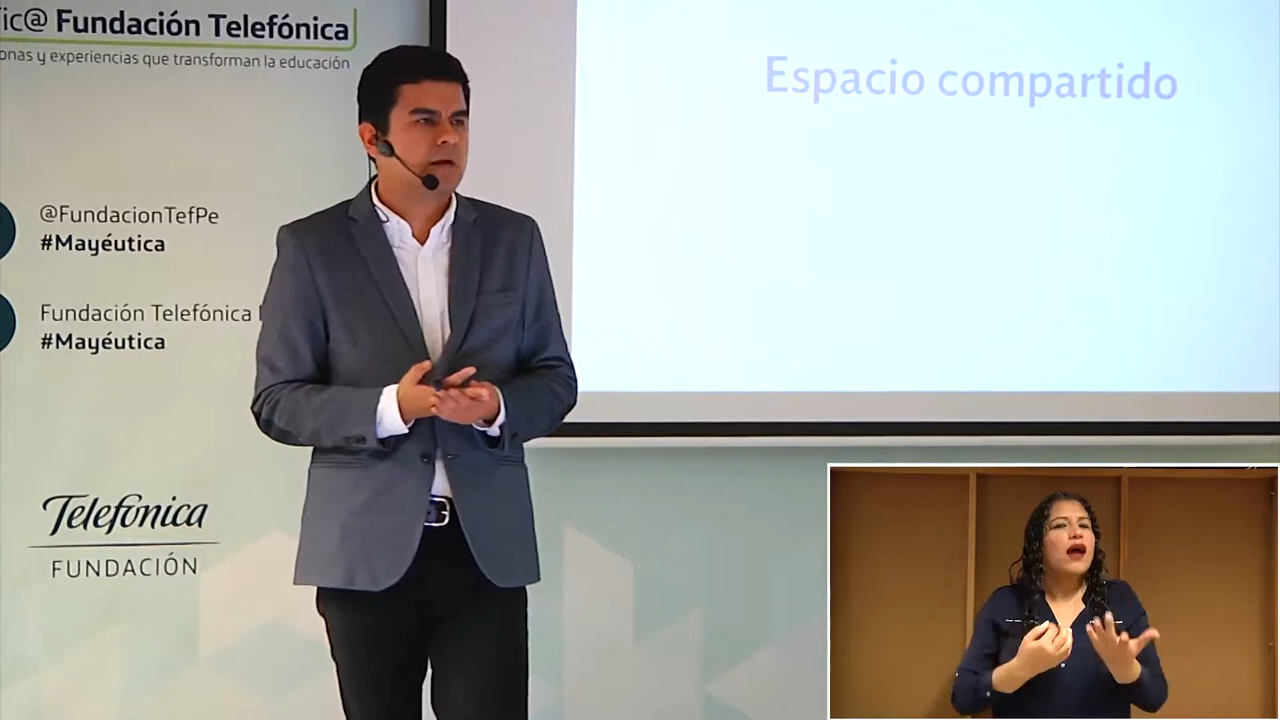 ic@ Fundación Telefónica
onas y experiencias que transforman la educación
@FundacionTefPe
#Mayéutica
Fundación Telefónica
#Mayéutica
Telefónica
FUNDACIÓN
Espacio compartido